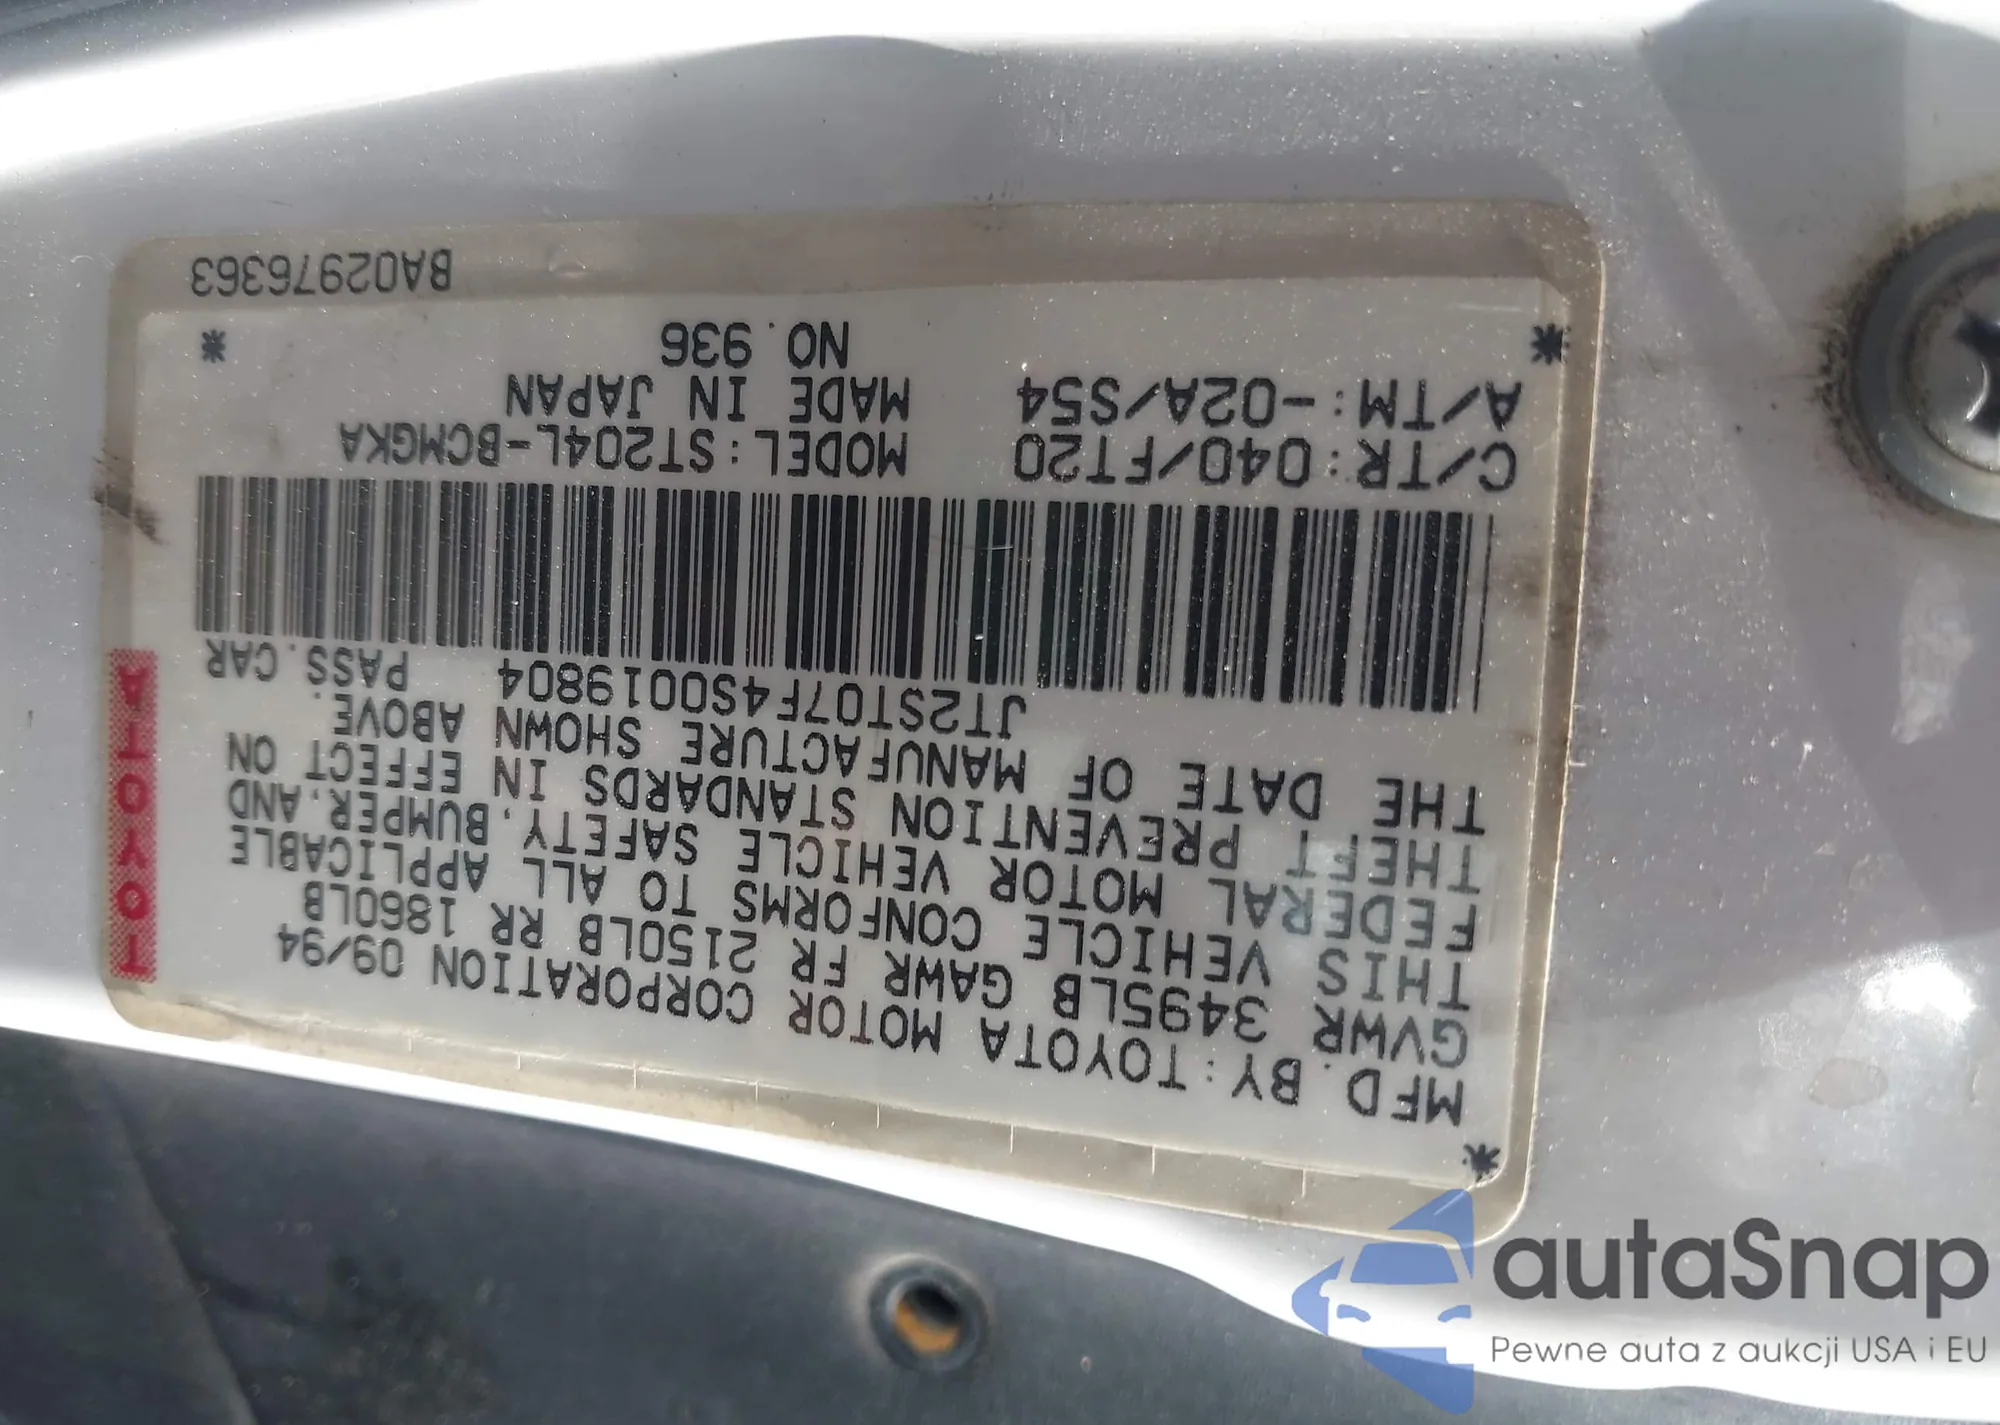 MFD. BY: TOYOTA MOTOR CORPORATION 09/94
GVWR 3495LB GAWR FR 2150LB RR 1860LB
THIS VEHICLE CONFORMS TO ALL APPLICABLE
FEDERAL MOTOR VEHICLE SAFETY. BUMPER. AND
THEFT PREVENTION STANDARDS IN EFFECT ON
THE DATE OF MANUFACTURE SHOWN ABOVE.
JT2ST07F4S0019804 PASS. CAR
C/TR: 040/FT20 MODEL: ST204L-BCMGKA
A/TM: -02A/S54 MADE IN JAPAN
NO. 936
BA02976363
TOYOTA
autaSnap
Pewne auta z aukcji USA i EU